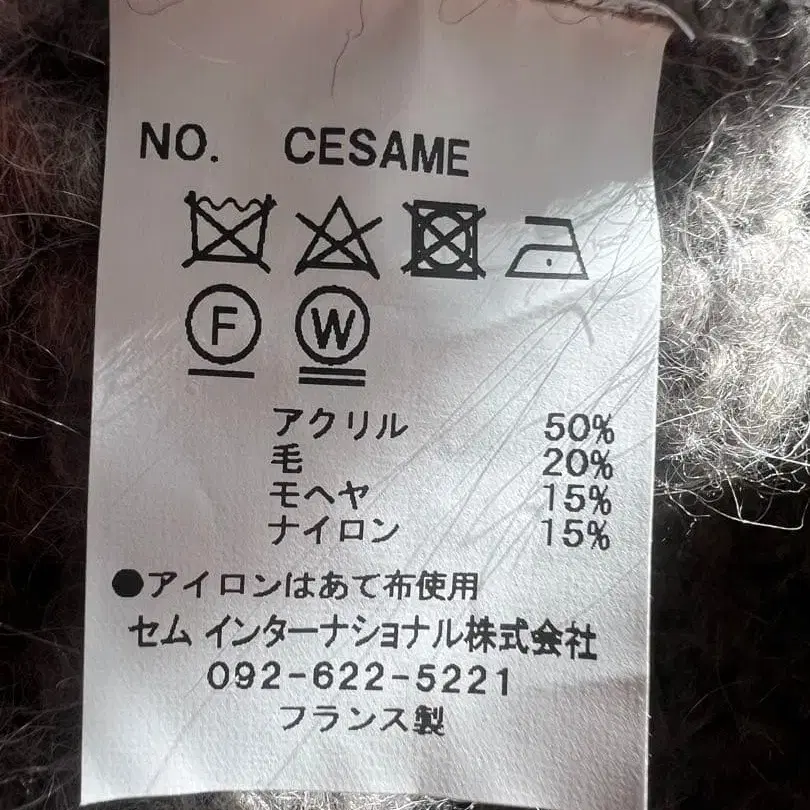 NO. CESAME
F W
アクリル 50%
毛 20%
モヘヤ 15%
ナイロン 15%
●アイロンはあて布使用
セム インターナショナル株式会社
092-622-5221
フランス製